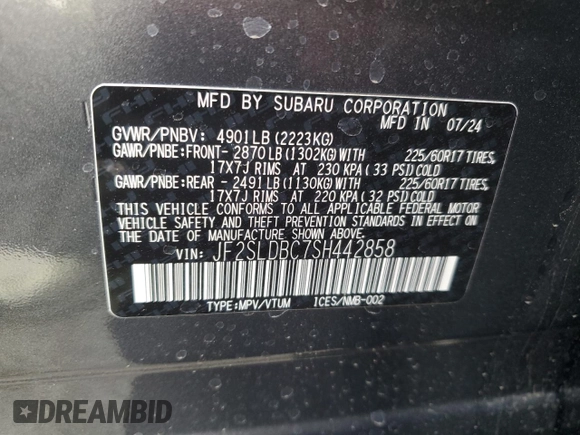 MFD BY SUBARU CORPORATION
MFD IN 07/24
GVWR/PNBV: 4901LB(2223KG)
GAWR/PNBE:FRONT- 2870LB(1302KG)WITH 225/60R17 TIRES,
17X7J RIMS AT 230 KPA(33 PSI)COLD
GAWR/PNBE:REAR - 2491LB(1130KG)WITH 225/60R17 TIRES,
17X7J RIMS AT 220 KPA(32 PSI)COLD
THIS VEHICLE CONFORMS TO ALL APPLICABLE FEDERAL MOTOR
VEHICLE SAFETY AND THEFT PREVENTION STANDARDS IN EFFECT ON
THE DATE OF MANUFACTURE SHOWN ABOVE.
VIN: JF2SLDBC7SH442858
TYPE:MPV/VTUM ICES/NMB-002
DREAMBID